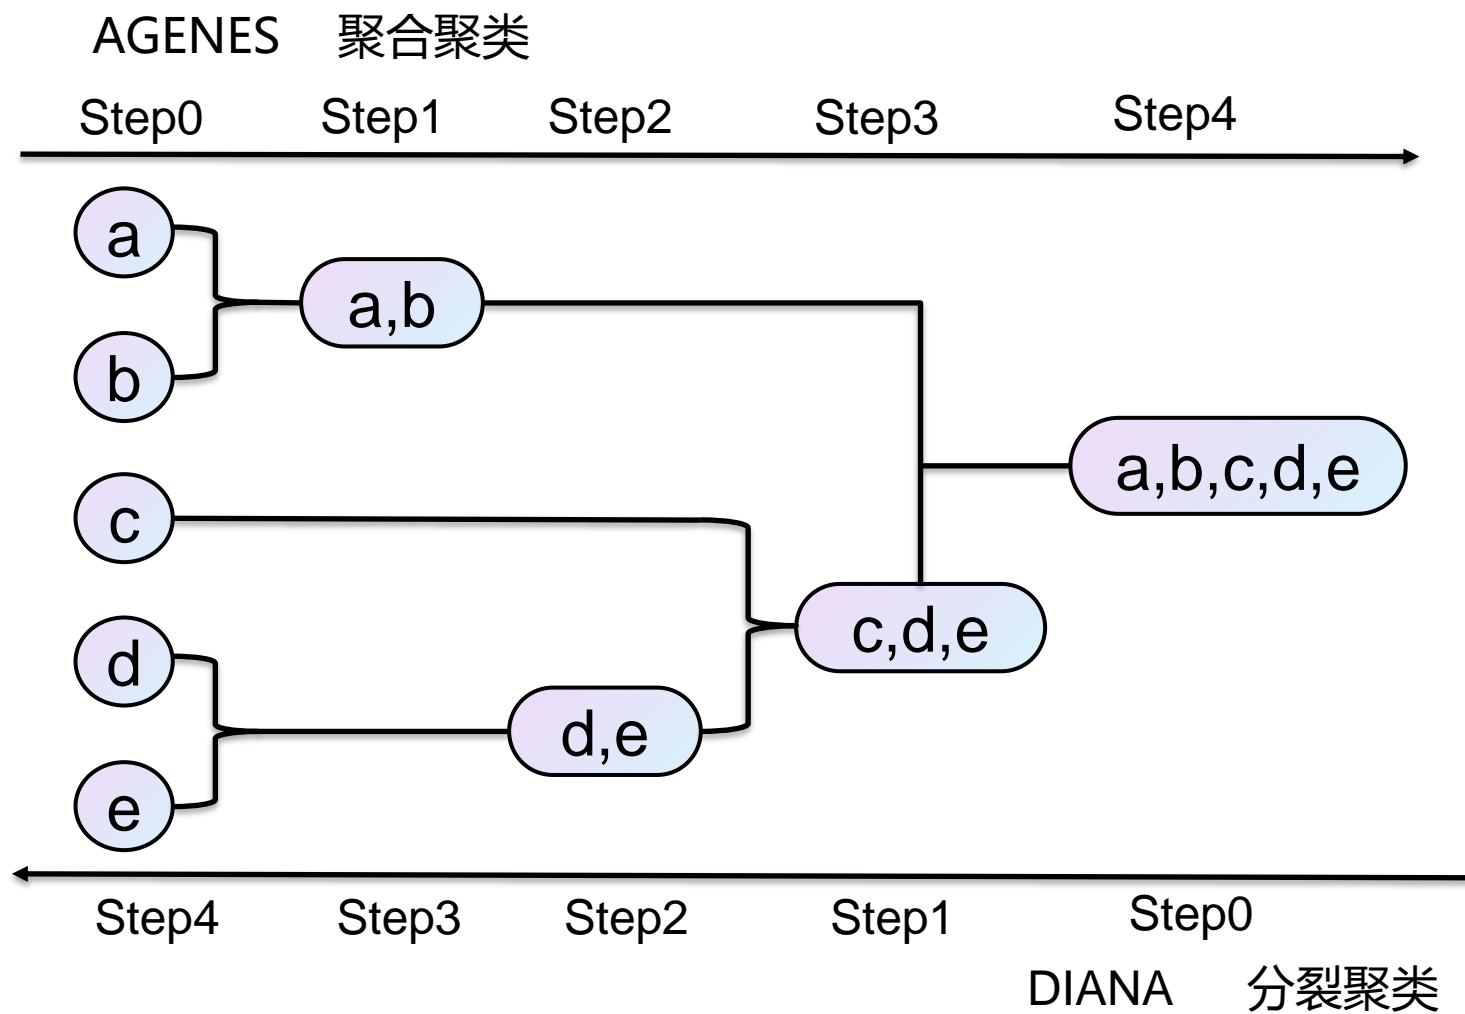 AGENES 聚合聚类
Step0 Step1 Step2 Step3 Step4
a
a,b
b
a,b,c,d,e
c
c,d,e
d
d,e
e
Step4 Step3 Step2 Step1 Step0
DIANA 分裂聚类